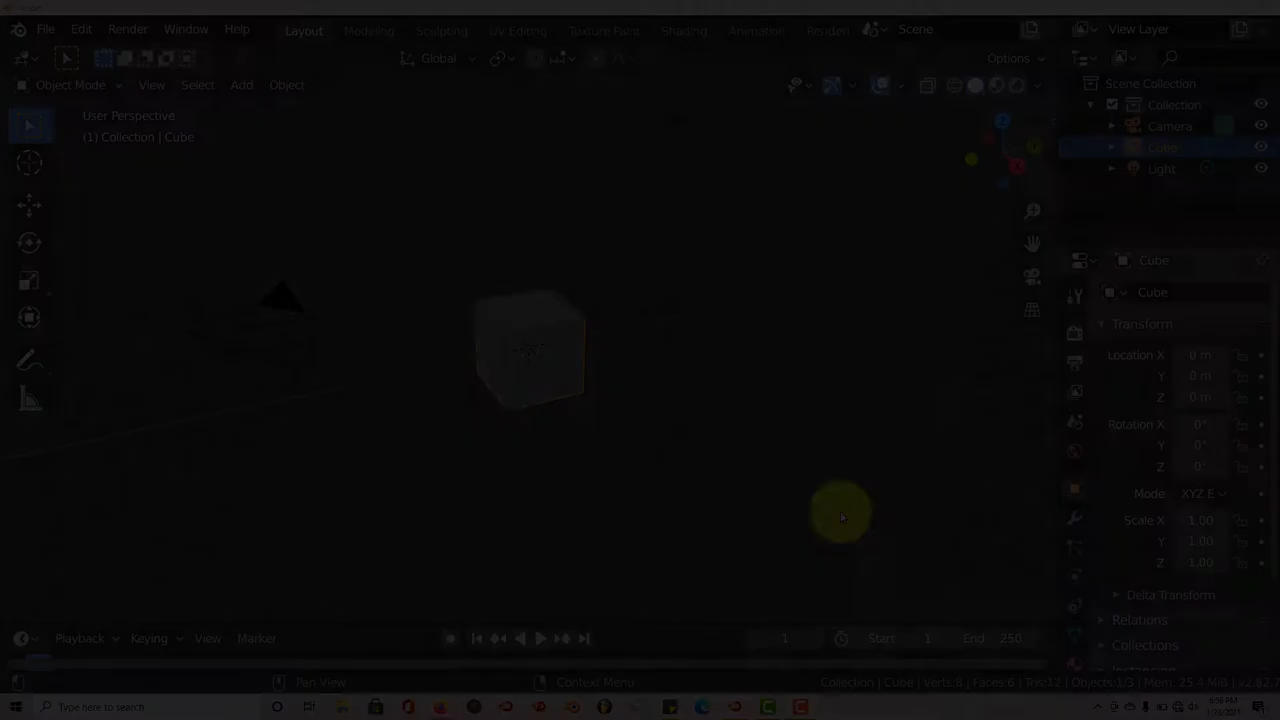 File Edit Render Window Help Layout Modeling Sculpting UV Editing Texture Paint Shading Animation Scene View Layer
Global Options
Object Mode View Select Add Object
Scene Collection
User Perspective
Collection
(1) Collection | Cube
Camera
Cube
Light
Cube
Cube
Transform
Location X 0 m
Y 0 m
Z 0 m
Rotation X 0°
Y 0°
Z 0°
Mode XYZ E
Scale X 1.00
Y 1.00
Z 1.00
Delta Transform
Relations
Collections
Playback Keying View Marker 1 Start 1 End 250
Pan View Context Menu Collection | Cube | Verts:8 | Faces:6 | Tris:12 | Objects:1/3 | Mem: 25.4 MiB | v2.82.7
Type here to search